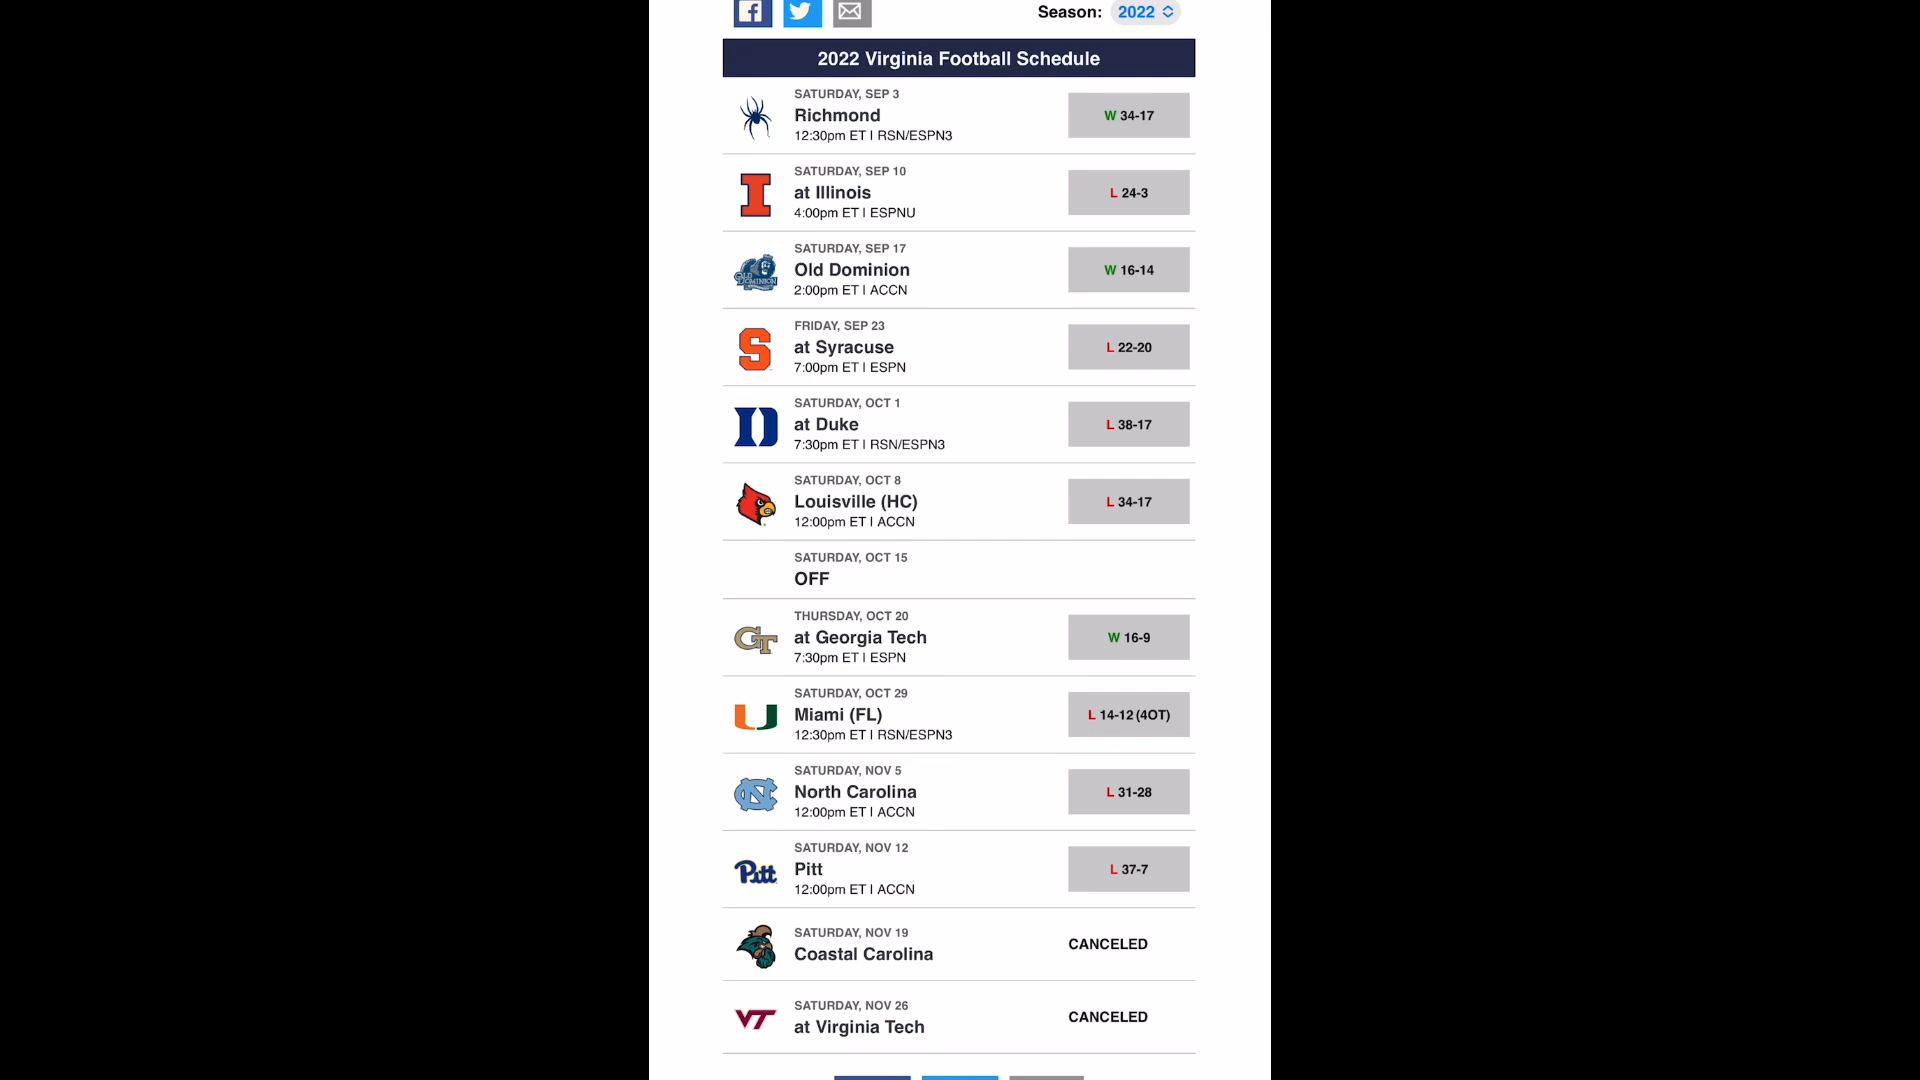 Season: 2022
2022 Virginia Football Schedule
SATURDAY, SEP 3
Richmond
12:30pm ET | RSN/ESPN3
W 34-17
SATURDAY, SEP 10
at Illinois
4:00pm ET | ESPNU
L 24-3
SATURDAY, SEP 17
Old Dominion
2:00pm ET | ACCN
W 16-14
OLD DOMINION
FRIDAY, SEP 23
at Syracuse
7:00pm ET | ESPN
L 22-20
SATURDAY, OCT 1
at Duke
7:30pm ET | RSN/ESPN3
L 38-17
SATURDAY, OCT 8
Louisville (HC)
12:00pm ET | ACCN
L 34-17
SATURDAY, OCT 15
OFF
THURSDAY, OCT 20
at Georgia Tech
7:30pm ET | ESPN
W 16-9
GT
SATURDAY, OCT 29
Miami (FL)
12:30pm ET | RSN/ESPN3
L 14-12 (4OT)
SATURDAY, NOV 5
North Carolina
12:00pm ET | ACCN
L 31-28
NC
SATURDAY, NOV 12
Pitt
12:00pm ET | ACCN
L 37-7
Pitt
SATURDAY, NOV 19
Coastal Carolina
CANCELED
SATURDAY, NOV 26
at Virginia Tech
CANCELED
VT